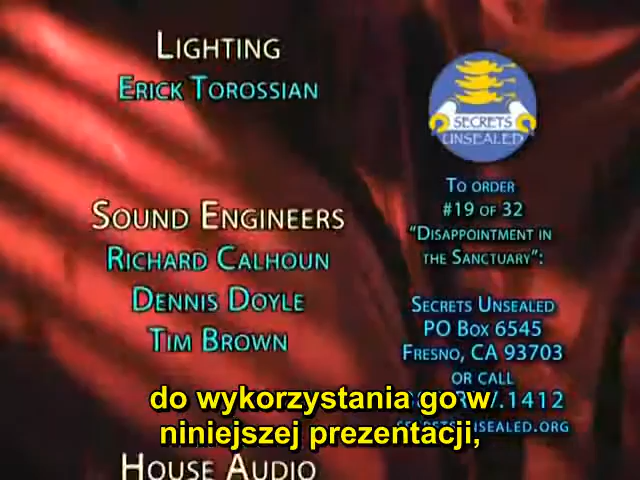 LIGHTING
ERICK TOROSSIAN
SOUND ENGINEERS
RICHARD CALHOUN
DENNIS DOYLE
TIM BROWN
HOUSE AUDIO
SECRETS
UNSEALED
TO ORDER
#19 OF 32
"DISAPPOINTMENT IN
THE SANCTUARY":
SECRETS UNSEALED
PO BOX 6545
FRESNO, CA 93703
OR CALL
.1412
SECRETSUNSEALED.ORG
do wykorzystania go w
niniejszej prezentacji,